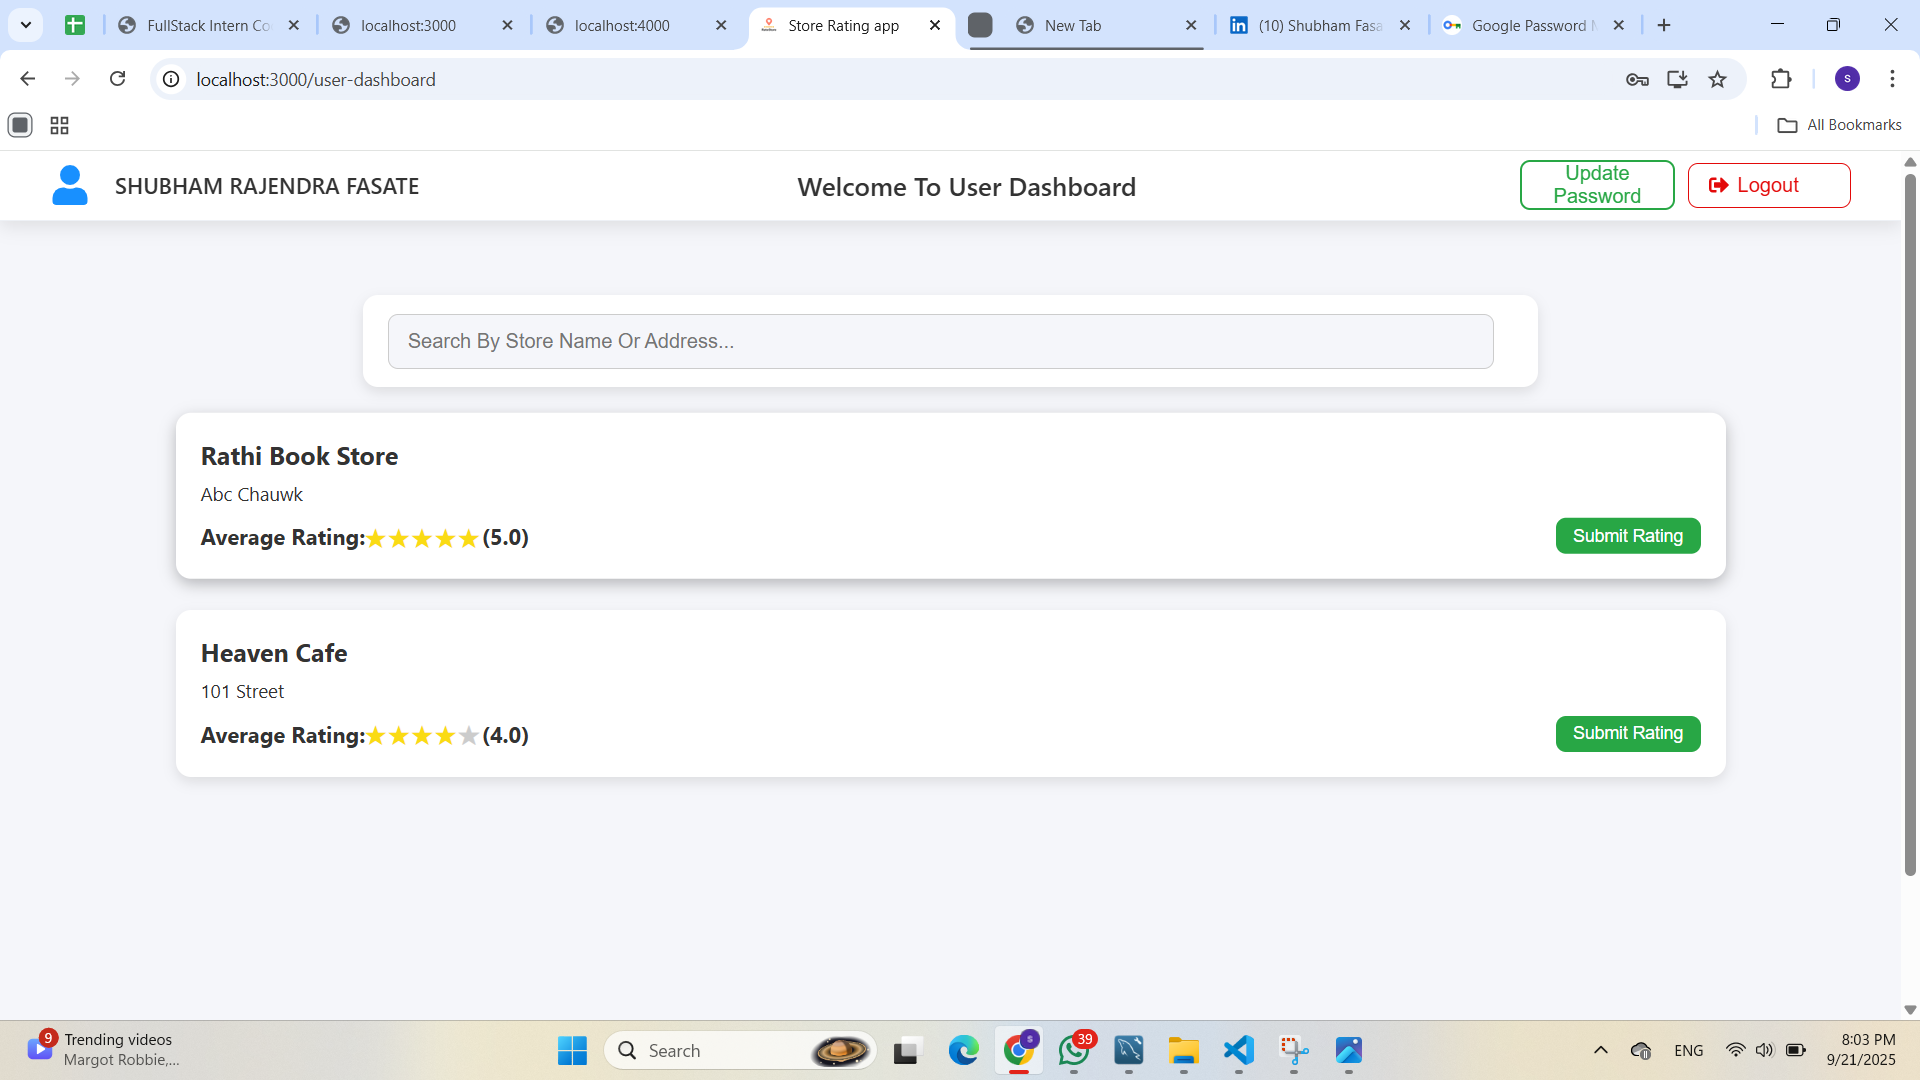 FullStack Intern Co
localhost:3000
localhost:4000
Store Rating app
New Tab
(10) Shubham Fasa
Google Password M
localhost:3000/user-dashboard
S
All Bookmarks
SHUBHAM RAJENDRA FASATE
Welcome To User Dashboard
Update
Password
Logout
Search By Store Name Or Address...
Rathi Book Store
Abc Chauwk
Average Rating:★★★★★(5.0)
Submit Rating
Heaven Cafe
101 Street
Average Rating:★★★★★(4.0)
Submit Rating
9
Trending videos
Margot Robbie,...
Search
S
39
ENG
8:03 PM
9/21/2025